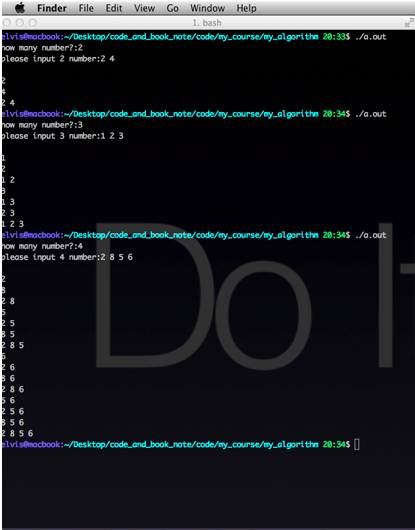 Finder File Edit View Go Window Help
1. bash
elvis@macbook:~/Desktop/code_and_book_note/code/my_course/my_algorithm 20:33$ ./a.out
how many number?:2
please input 2 number:2 4
2
4
2 4
elvis@macbook:~/Desktop/code_and_book_note/code/my_course/my_algorithm 20:34$ ./a.out
how many number?:3
please input 3 number:1 2 3
1
2
1 2
3
1 3
2 3
1 2 3
elvis@macbook:~/Desktop/code_and_book_note/code/my_course/my_algorithm 20:34$ ./a.out
how many number?:4
please input 4 number:2 8 5 6
2
8
2 8
5
2 5
8 5
2 8 5
6
2 6
8 6
2 8 6
5 6
2 5 6
8 5 6
2 8 5 6
elvis@macbook:~/Desktop/code_and_book_note/code/my_course/my_algorithm 20:34$
Do